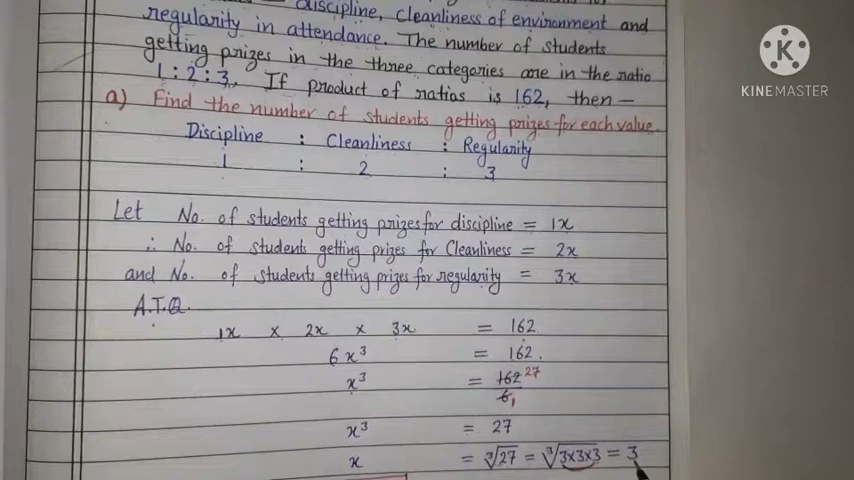 discipline, cleanliness of environment and
regularity in attendance. The number of students
getting prizes in the three categories are in the ratio
1 : 2 : 3. If product of ratios is 162, then —
a) Find the number of students getting prizes for each value.
Discipline : Cleanliness : Regularity
1 : 2 : 3
Let No. of students getting prizes for discipline = 1x
∴ No. of students getting prizes for Cleanliness = 2x
and No. of students getting prizes for regularity = 3x
A.T.Q.
1x × 2x × 3x = 162
6x³ = 162.
x³ = 162 27
6 1
x³ = 27
x = ∛27 = ∛3×3×3 = 3
K
KINEMASTER